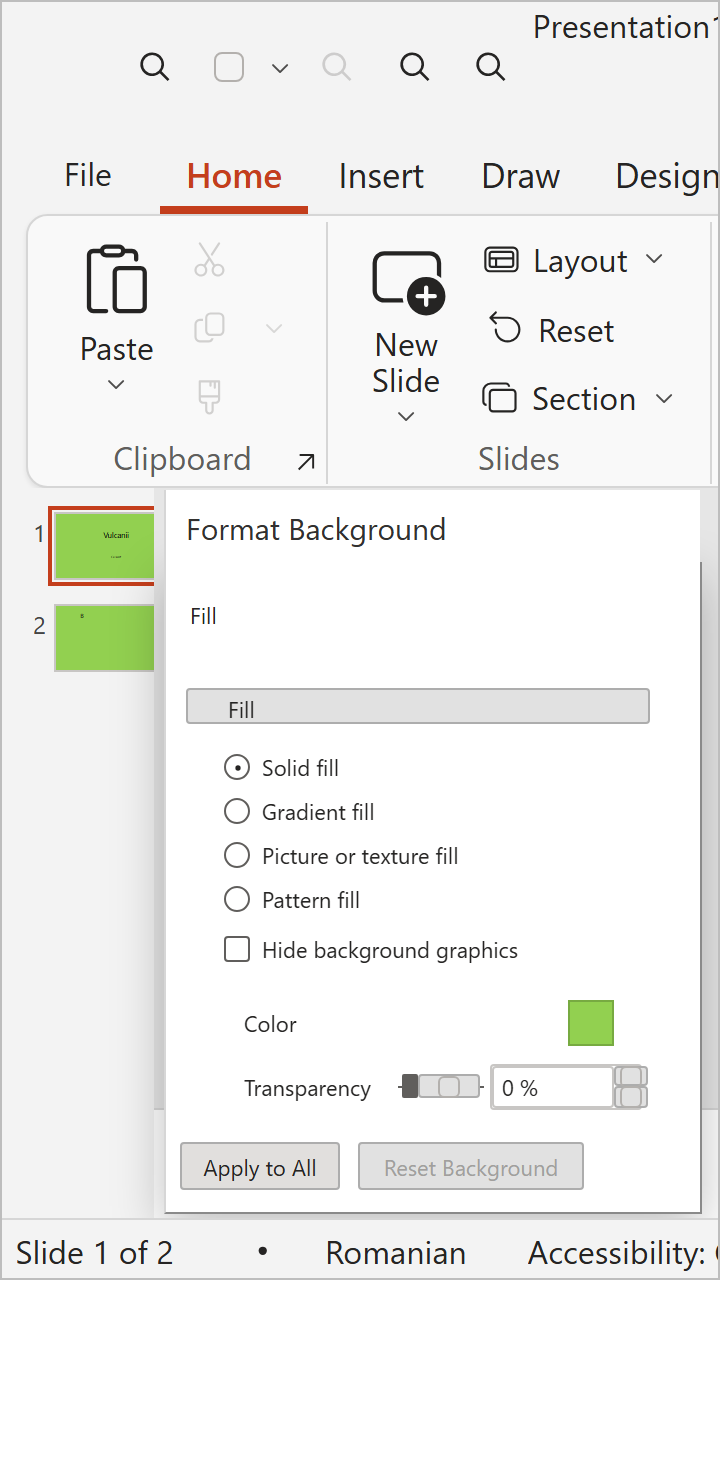 Presentation1
File Home Insert Draw Design
Paste
New Slide
Layout
Reset
Section
Clipboard
Slides
1
Vulcanii
2
Format Background
Fill
Fill
Solid fill
Gradient fill
Picture or texture fill
Pattern fill
Hide background graphics
Color
Transparency 0 %
Apply to All Reset Background
Slide 1 of 2 • Romanian Accessibility: